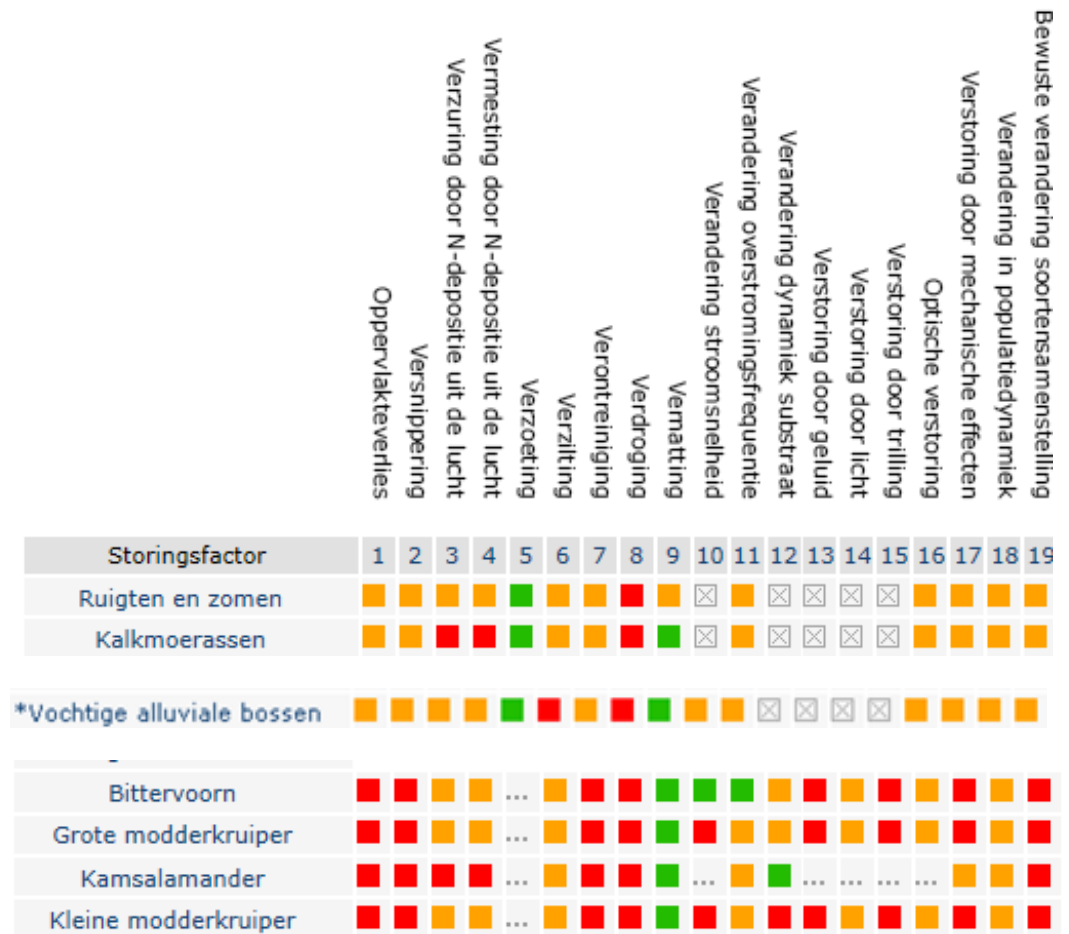 Oppervlakteverlies
Versnippering
Verzuring door N-depositie uit de lucht
Vermesting door N-depositie uit de lucht
Verzoeting
Verzilting
Verontreiniging
Verdroging
Vernatting
Verandering stroomsnelheid
Verandering overstromingsfrequentie
Verandering dynamiek substraat
Verstoring door geluid
Verstoring door licht
Verstoring door trilling
Optische verstoring
Verstoring door mechanische effecten
Verandering in populatiedynamiek
Bewuste verandering soortensamenstelling
Storingsfactor 1 2 3 4 5 6 7 8 9 10 11 12 13 14 15 16 17 18 19
Ruigten en zomen
Kalkmoerassen
*Vochtige alluviale bossen
Bittervoorn ...
Grote modderkruiper ...
Kamsalamander ... ... ... ... ... ...
Kleine modderkruiper ...